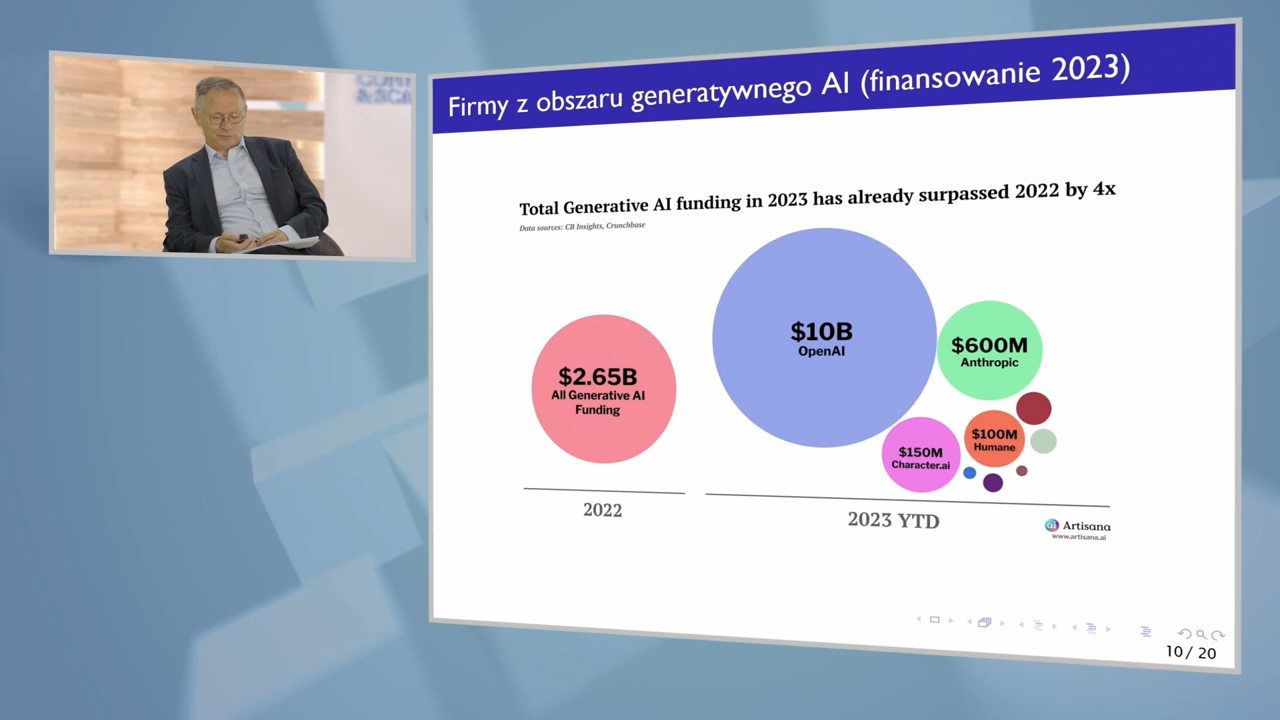 Firmy z obszaru generatywnego AI (finansowanie 2023)
Total Generative AI funding in 2023 has already surpassed 2022 by 4x
Data sources: CB Insights, Crunchbase
$2.65B
All Generative AI
Funding
2022
$10B
OpenAI
$600M
Anthropic
$150M
Character.ai
$100M
Humane
2023 YTD
ai Artisana
www.artisana.ai
10 / 20